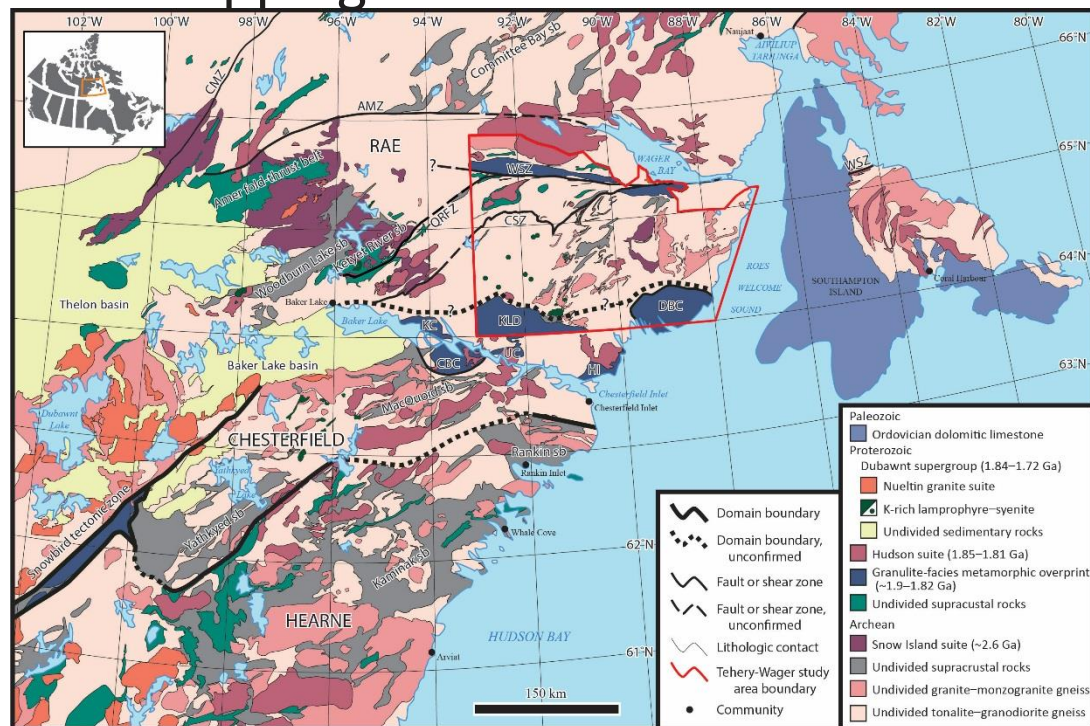 102°W
100°W
98°W
96°W
94°W
92°W
90°W
88°W
86°W
84°W
82°W
80°W
Naujaat
TARIUNGA
66°N
65°N
64°N
63°N
62°N
61°N
CMZ
Committee Bay sb
AMZ
RAE
?
WSZ
WAGER
BAY
WSZ
Amer fold-thrust belt
QRFZ
CSZ
Ketyet River sb
Woodburn Lake sb
Coral Harbour
SOUTHAMPTON
ISLAND
ROES
WELCOME
SOUND
Thelon basin
Baker Lake
Baker Lake
?
?
KC
KLD
DBC
CBC
UC
HI
Baker Lake basin
MacQuoid sb
Chesterfield Inlet
Chesterfield Inlet
Dubawnt
Lake
CHESTERFIELD
Rankin sb
Rankin Inlet
Yathkyed
Lake
Yathkyed sb
Snowbird tectonic zone
Whale Cove
Kaminak sb
HEARNE
HUDSON BAY
Arviat
150 km
Domain boundary
Domain boundary,
unconfirmed
Fault or shear zone
Fault or shear zone,
unconfirmed
Lithologic contact
Tehery-Wager study
area boundary
Community
Paleozoic
Ordovician dolomitic limestone
Proterozoic
Dubawnt supergroup (1.84–1.72 Ga)
Nueltin granite suite
K-rich lamprophyre–syenite
Undivided sedimentary rocks
Hudson suite (1.85–1.81 Ga)
Granulite-facies metamorphic overprint
(~1.9–1.82 Ga)
Undivided supracustal rocks
Archean
Snow Island suite (~2.6 Ga)
Undivided supracrustal rocks
Undivided granite–monzogranite gneiss
Undivided tonalite–granodiorite gneiss